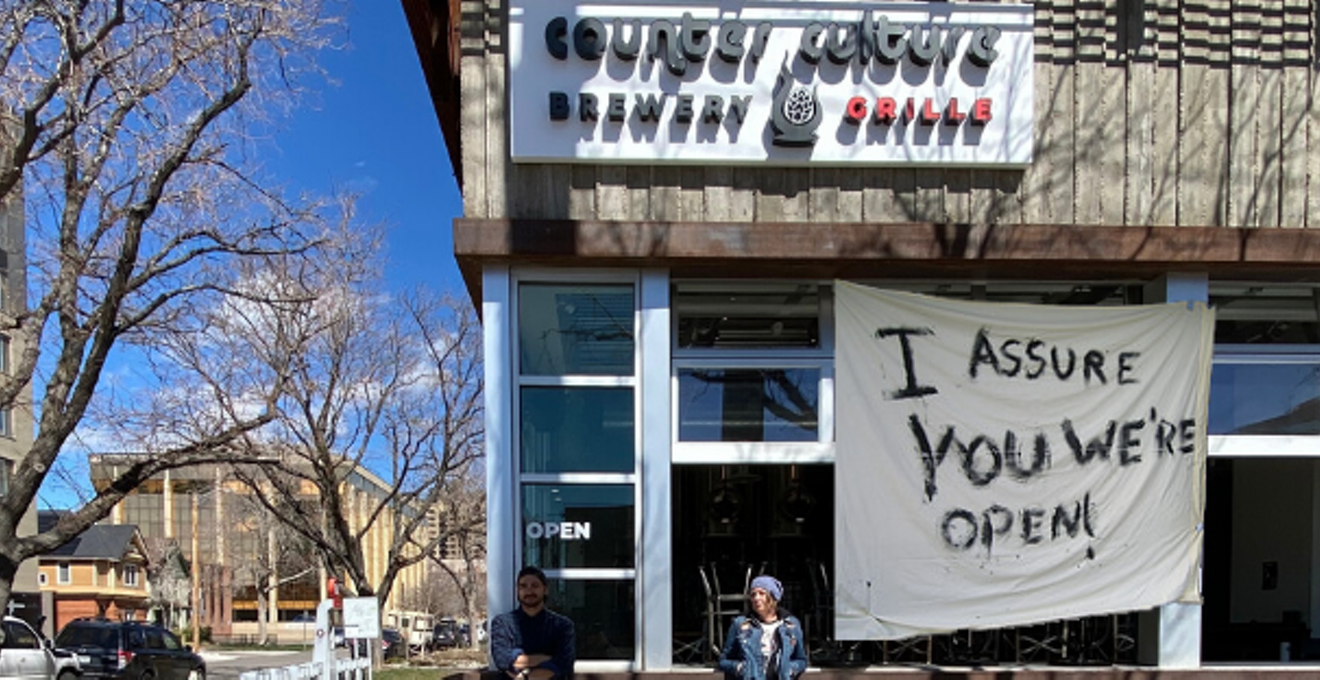 counter culture
BREWERY GRILLE
I ASSURE
YOU WE'RE
OPEN!
OPEN